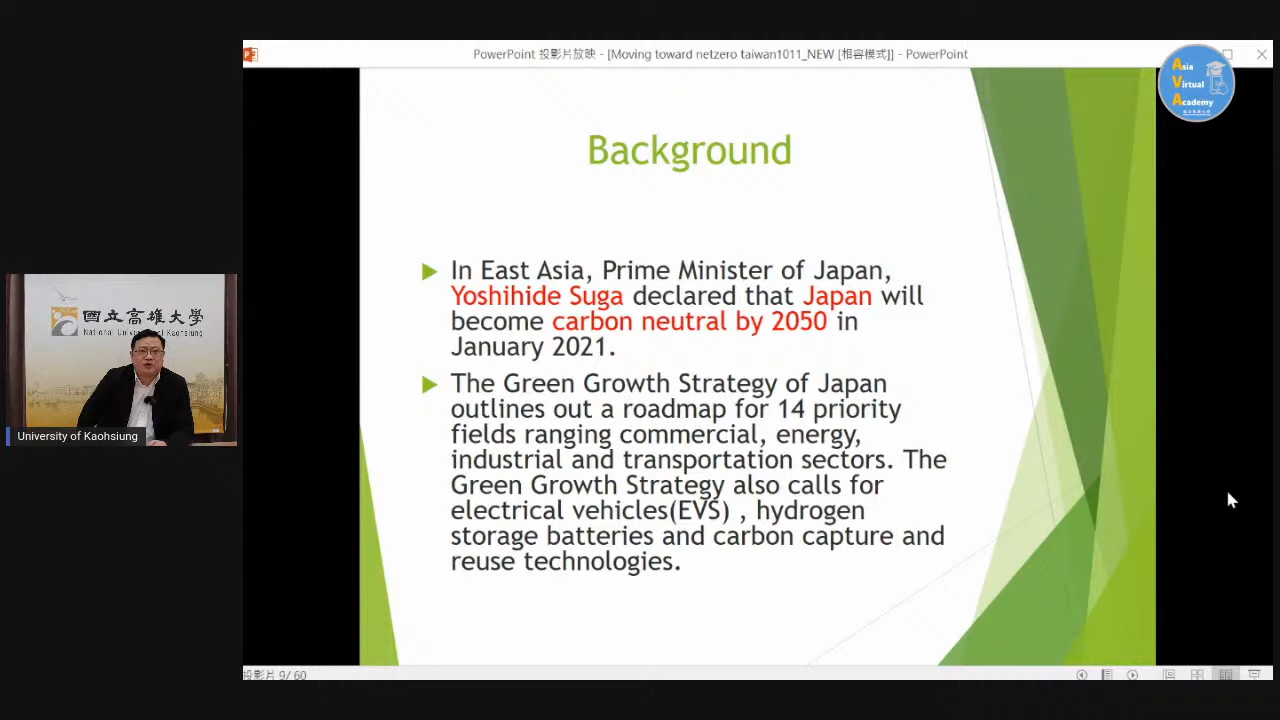 PowerPoint 投影片放映 - [Moving toward netzero taiwan1011_NEW [相容模式]] - PowerPoint
Asia
Virtual
Academy
Background
In East Asia, Prime Minister of Japan,
Yoshihide Suga declared that Japan will
become carbon neutral by 2050 in
January 2021.
The Green Growth Strategy of Japan
outlines out a roadmap for 14 priority
fields ranging commercial, energy,
industrial and transportation sectors. The
Green Growth Strategy also calls for
electrical vehicles(EVS) , hydrogen
storage batteries and carbon capture and
reuse technologies.
國立高雄大學
National University of Kaohsiung
University of Kaohsiung
投影片 9/60